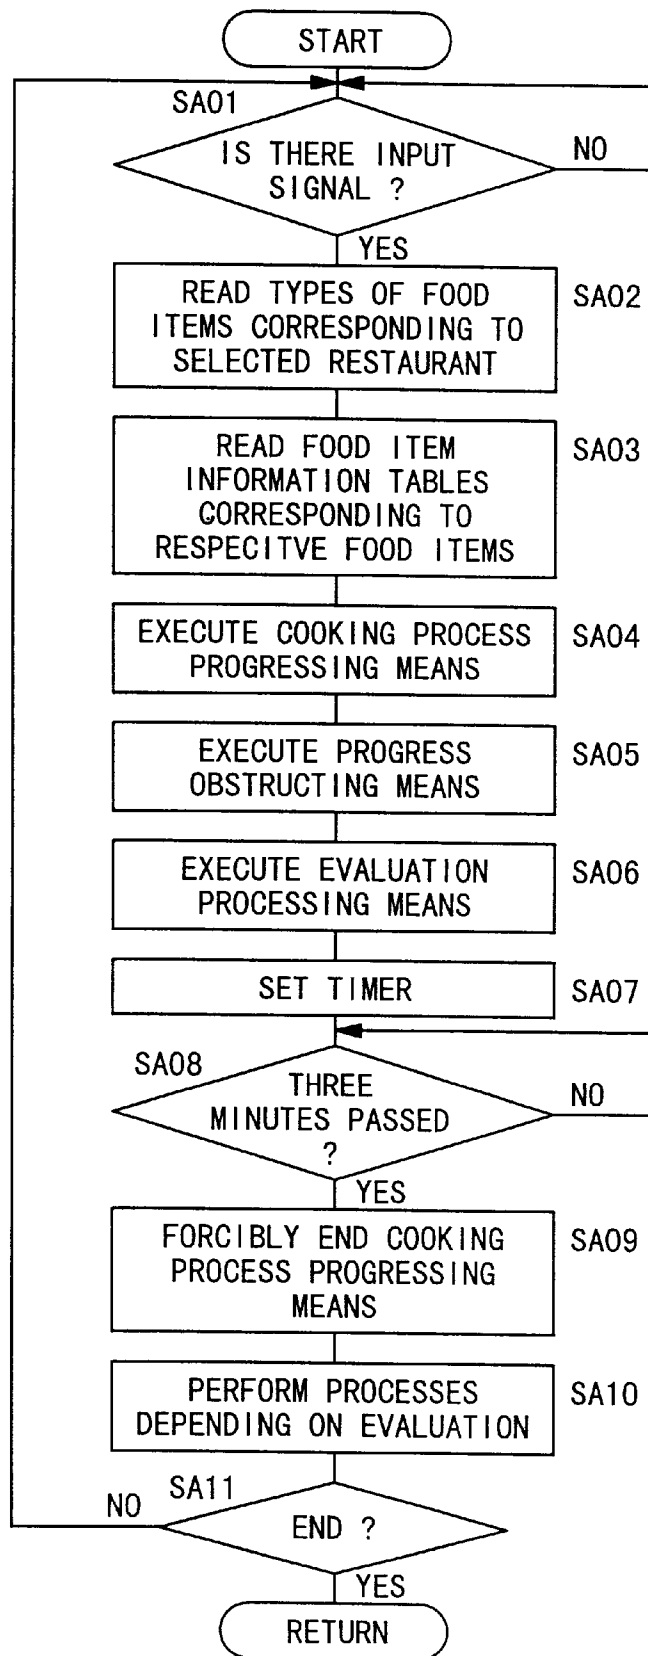 START
SA01
IS THERE INPUT
SIGNAL ?
NO
YES
READ TYPES OF FOOD
ITEMS CORRESPONDING TO
SELECTED RESTAURANT
SA02
READ FOOD ITEM
INFORMATION TABLES
CORRESPONDING TO
RESPECITVE FOOD ITEMS
SA03
EXECUTE COOKING PROCESS
PROGRESSING MEANS
SA04
EXECUTE PROGRESS
OBSTRUCTING MEANS
SA05
EXECUTE EVALUATION
PROCESSING MEANS
SA06
SET TIMER
SA07
SA08
THREE
MINUTES PASSED
?
NO
YES
FORCIBLY END COOKING
PROCESS PROGRESSING
MEANS
SA09
PERFORM PROCESSES
DEPENDING ON EVALUATION
SA10
SA11
NO
END ?
YES
RETURN